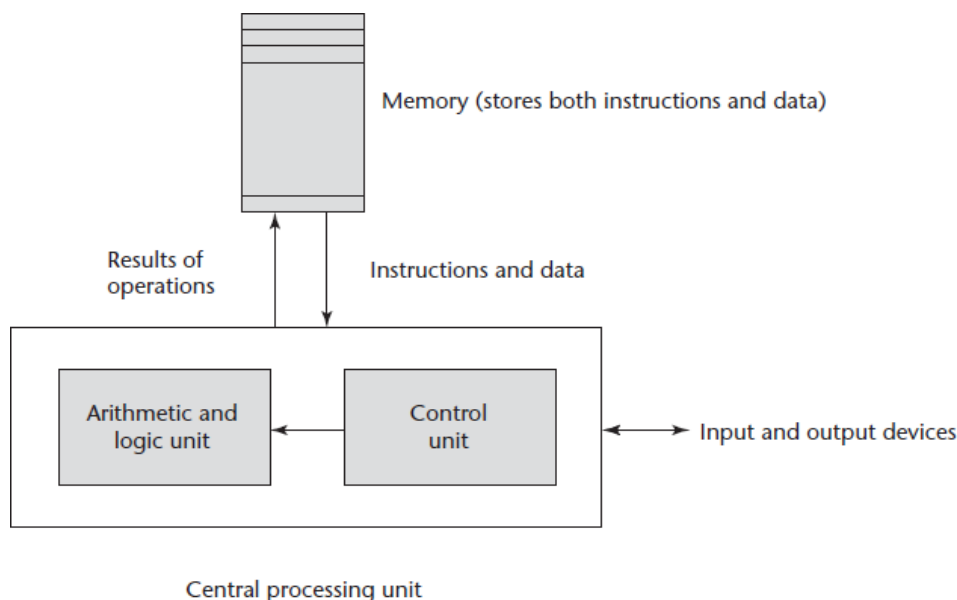 Memory (stores both instructions and data)
Results of
operations
Instructions and data
Arithmetic and
logic unit
Control
unit
Input and output devices
Central processing unit